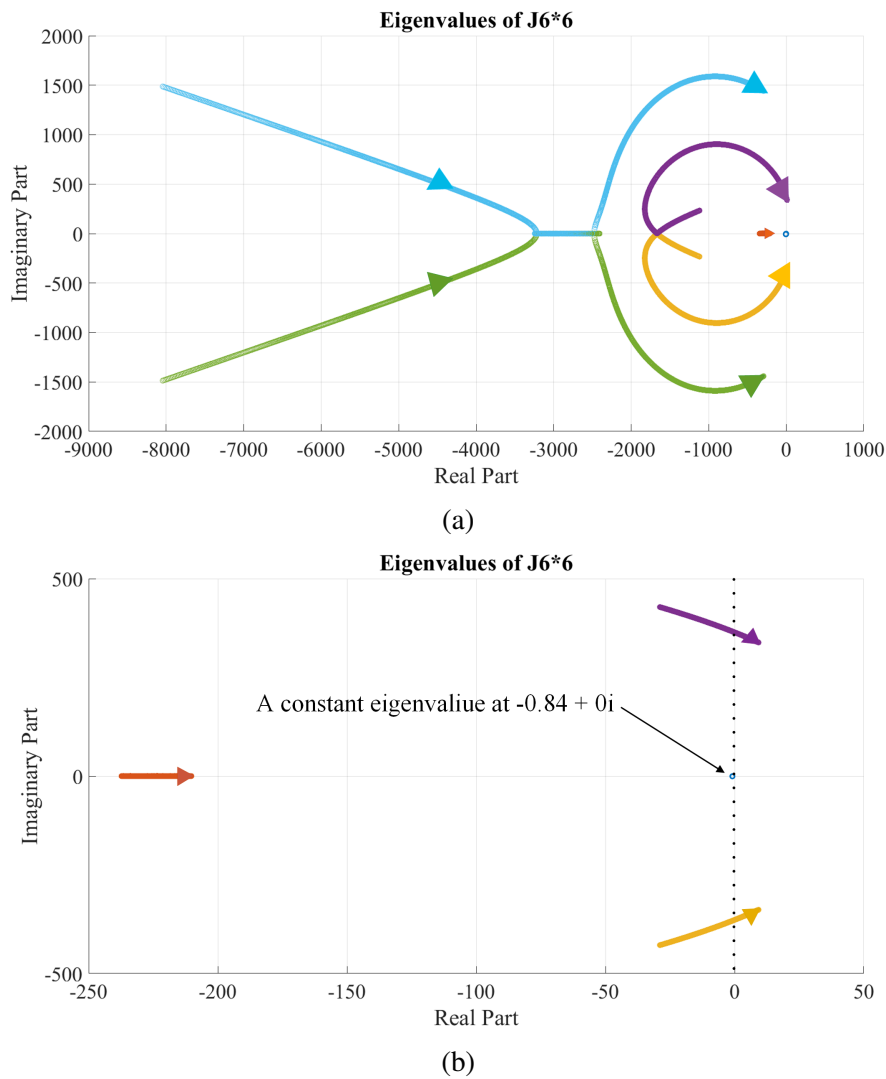 Eigenvalues of J6*6
2000
1500
1000
500
0
-500
-1000
-1500
-2000
Imaginary Part
-9000 -8000 -7000 -6000 -5000 -4000 -3000 -2000 -1000 0 1000
Real Part
(a)
Eigenvalues of J6*6
500
A constant eigenvaliue at -0.84 + 0i
0
-500
Imaginary Part
-250 -200 -150 -100 -50 0 50
Real Part
(b)